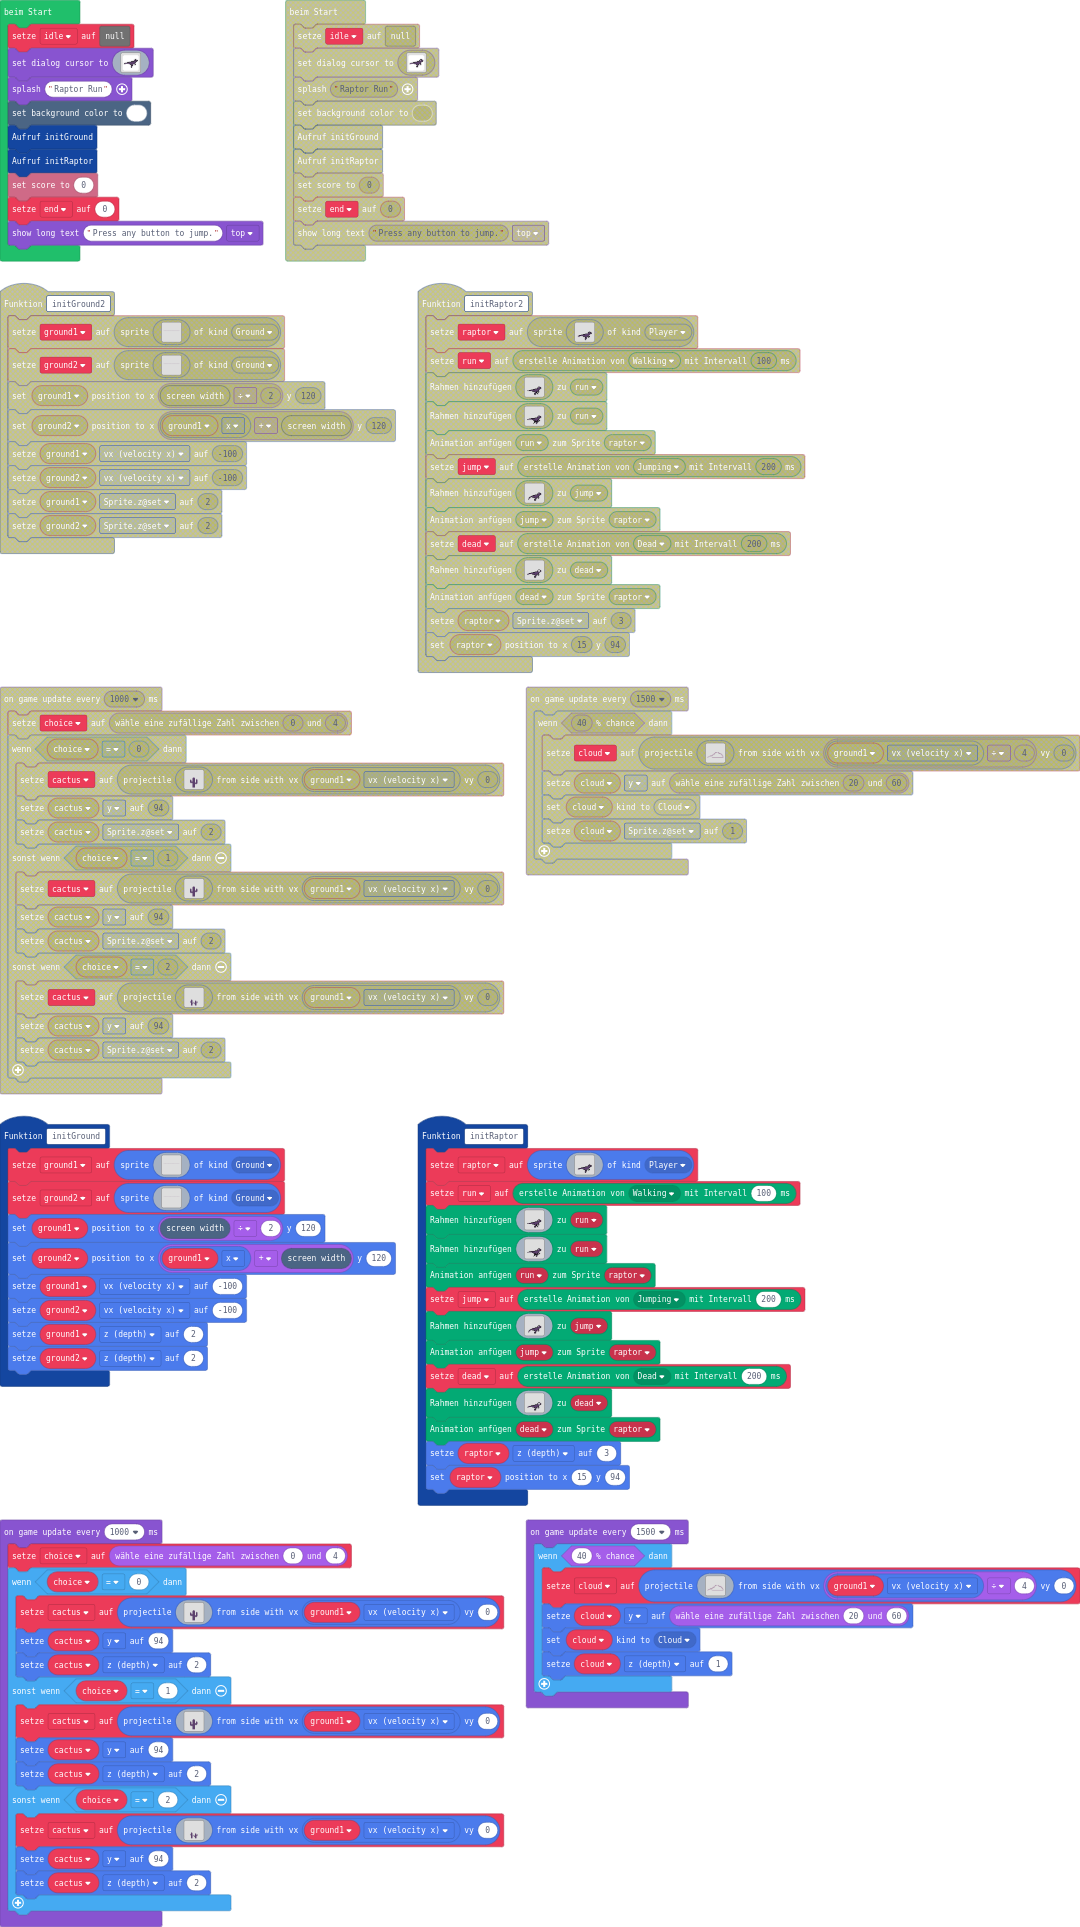 beim Start
setze idle auf null
set dialog cursor to
splash "Raptor Run"
set background color to
Aufruf initGround
Aufruf initRaptor
set score to 0
setze end auf 0
show long text "Press any button to jump." top
beim Start
setze idle auf null
set dialog cursor to
splash "Raptor Run"
set background color to
Aufruf initGround
Aufruf initRaptor
set score to 0
setze end auf 0
show long text "Press any button to jump." top
Funktion initGround2
setze ground1 auf sprite of kind Ground
setze ground2 auf sprite of kind Ground
set ground1 position to x screen width ÷ 2 y 120
set ground2 position to x ground1 x + screen width y 120
setze ground1 vx (velocity x) auf -100
setze ground2 vx (velocity x) auf -100
setze ground1 Sprite.z@set auf 2
setze ground2 Sprite.z@set auf 2
Funktion initRaptor2
setze raptor auf sprite of kind Player
setze run auf erstelle Animation von Walking mit Intervall 100 ms
Rahmen hinzufügen zu run
Rahmen hinzufügen zu run
Animation anfügen run zum Sprite raptor
setze jump auf erstelle Animation von Jumping mit Intervall 200 ms
Rahmen hinzufügen zu jump
Animation anfügen jump zum Sprite raptor
setze dead auf erstelle Animation von Dead mit Intervall 200 ms
Rahmen hinzufügen zu dead
Animation anfügen dead zum Sprite raptor
setze raptor Sprite.z@set auf 3
set raptor position to x 15 y 94
on game update every 1000 ms
setze choice auf wähle eine zufällige Zahl zwischen 0 und 4
wenn choice = 0 dann
setze cactus auf projectile from side with vx ground1 vx (velocity x) vy 0
setze cactus y auf 94
setze cactus Sprite.z@set auf 2
sonst wenn choice = 1 dann
setze cactus auf projectile from side with vx ground1 vx (velocity x) vy 0
setze cactus y auf 94
setze cactus Sprite.z@set auf 2
sonst wenn choice = 2 dann
setze cactus auf projectile from side with vx ground1 vx (velocity x) vy 0
setze cactus y auf 94
setze cactus Sprite.z@set auf 2
on game update every 1500 ms
wenn 40 % chance dann
setze cloud auf projectile from side with vx ground1 vx (velocity x) ÷ 4 vy 0
setze cloud y auf wähle eine zufällige Zahl zwischen 20 und 60
set cloud kind to Cloud
setze cloud Sprite.z@set auf 1
Funktion initGround
setze ground1 auf sprite of kind Ground
setze ground2 auf sprite of kind Ground
set ground1 position to x screen width ÷ 2 y 120
set ground2 position to x ground1 x + screen width y 120
setze ground1 vx (velocity x) auf -100
setze ground2 vx (velocity x) auf -100
setze ground1 z (depth) auf 2
setze ground2 z (depth) auf 2
Funktion initRaptor
setze raptor auf sprite of kind Player
setze run auf erstelle Animation von Walking mit Intervall 100 ms
Rahmen hinzufügen zu run
Rahmen hinzufügen zu run
Animation anfügen run zum Sprite raptor
setze jump auf erstelle Animation von Jumping mit Intervall 200 ms
Rahmen hinzufügen zu jump
Animation anfügen jump zum Sprite raptor
setze dead auf erstelle Animation von Dead mit Intervall 200 ms
Rahmen hinzufügen zu dead
Animation anfügen dead zum Sprite raptor
setze raptor z (depth) auf 3
set raptor position to x 15 y 94
on game update every 1000 ms
setze choice auf wähle eine zufällige Zahl zwischen 0 und 4
wenn choice = 0 dann
setze cactus auf projectile from side with vx ground1 vx (velocity x) vy 0
setze cactus y auf 94
setze cactus z (depth) auf 2
sonst wenn choice = 1 dann
setze cactus auf projectile from side with vx ground1 vx (velocity x) vy 0
setze cactus y auf 94
setze cactus z (depth) auf 2
sonst wenn choice = 2 dann
setze cactus auf projectile from side with vx ground1 vx (velocity x) vy 0
setze cactus y auf 94
setze cactus z (depth) auf 2
on game update every 1500 ms
wenn 40 % chance dann
setze cloud auf projectile from side with vx ground1 vx (velocity x) ÷ 4 vy 0
setze cloud y auf wähle eine zufällige Zahl zwischen 20 und 60
set cloud kind to Cloud
setze cloud z (depth) auf 1